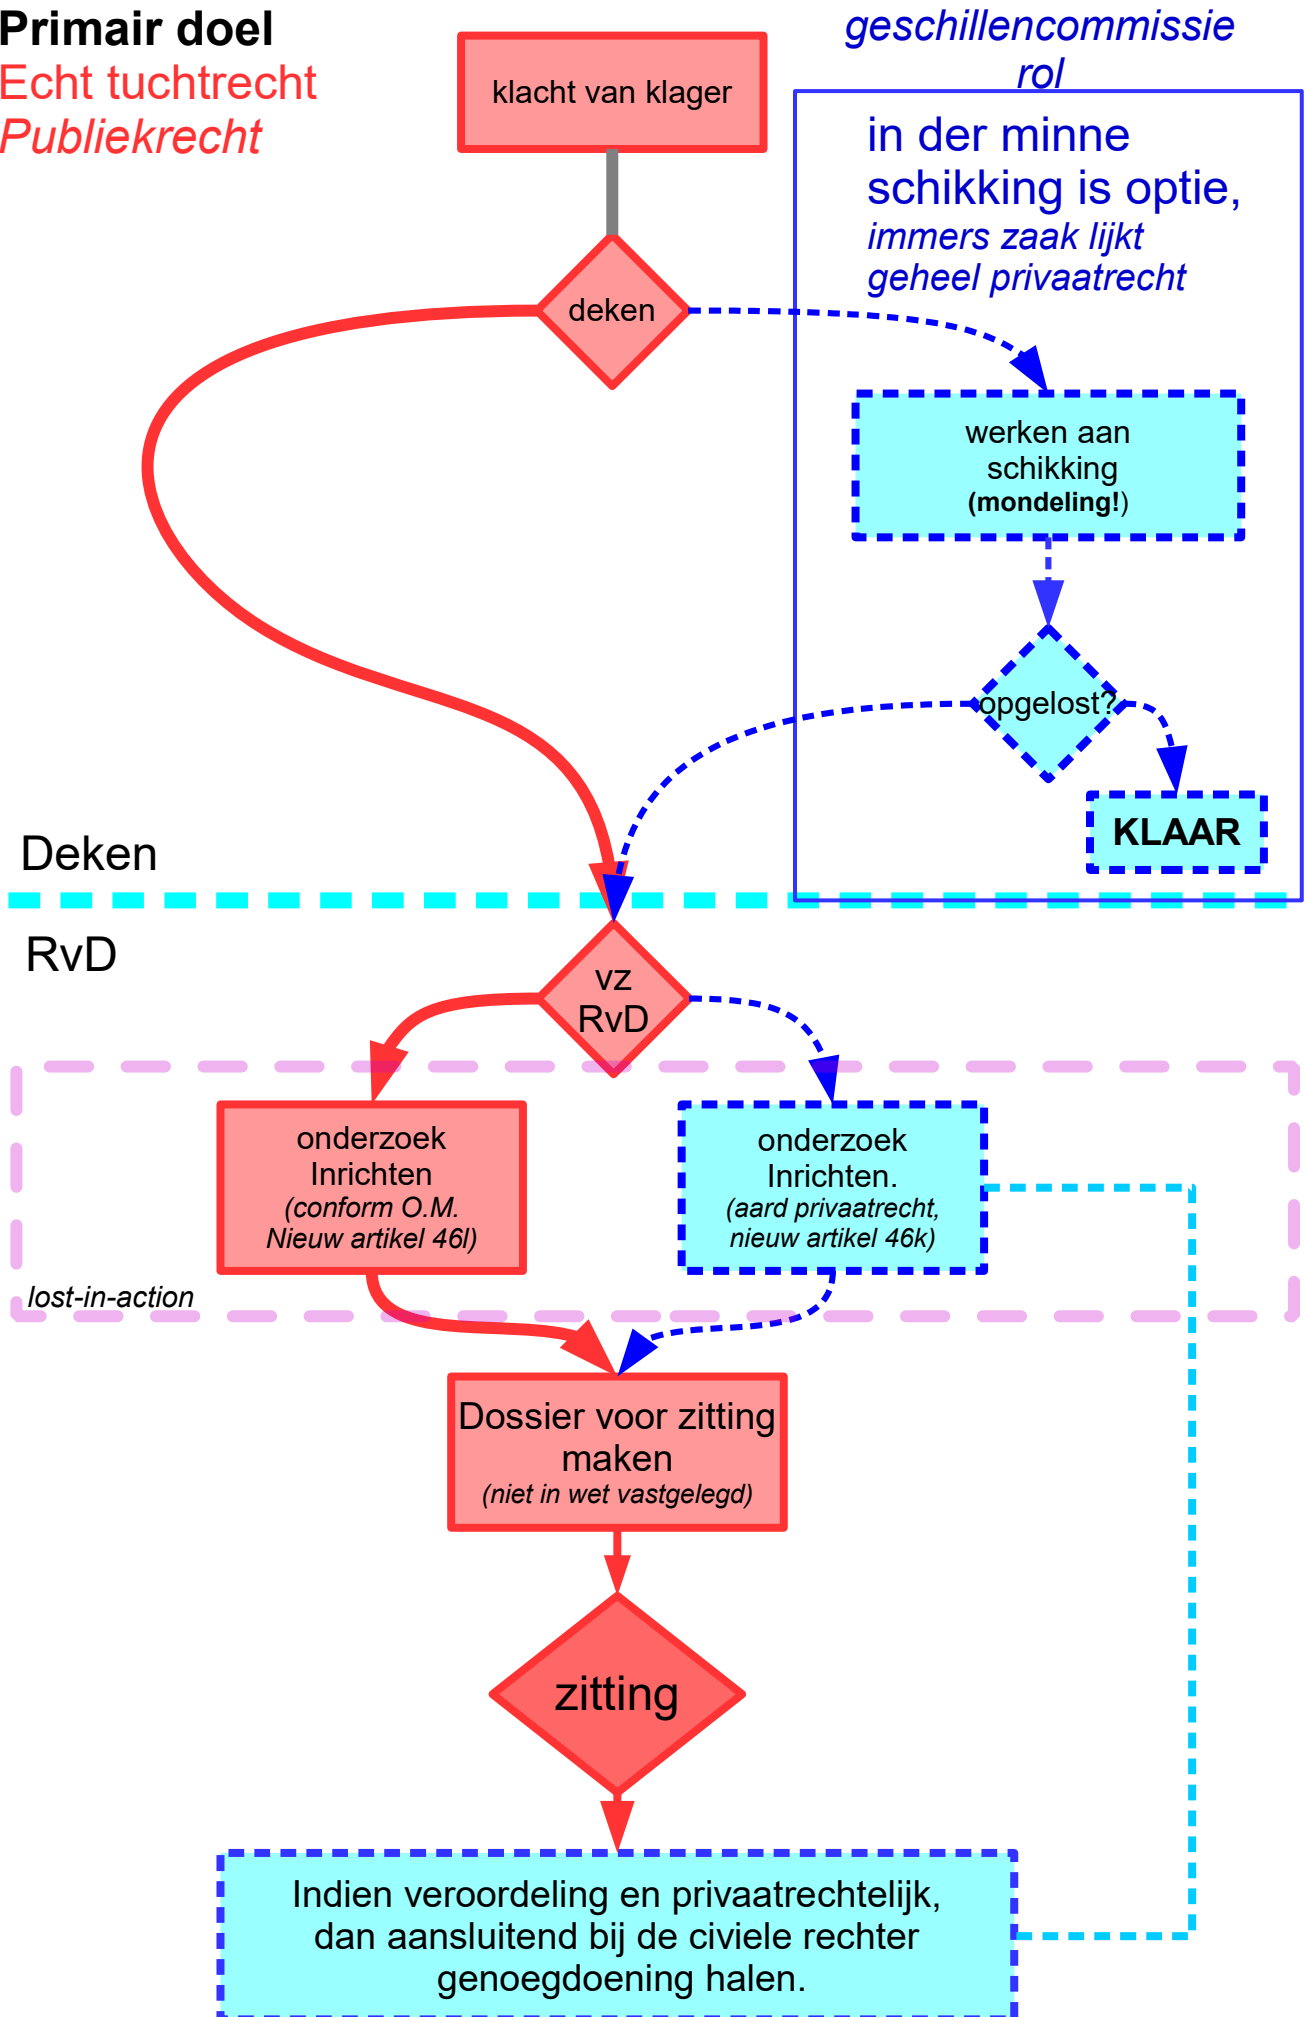 Primair doel
Echt tuchtrecht
Publiekrecht
klacht van klager
geschillencommissie
rol
in der minne
schikking is optie,
immers zaak lijkt
geheel privaatrecht
deken
werken aan
schikking
(mondeling!)
opgelost?
KLAAR
Deken
RvD
vz
RvD
onderzoek
Inrichten
(conform O.M.
Nieuw artikel 46l)
onderzoek
Inrichten.
(aard privaatrecht,
nieuw artikel 46k)
lost-in-action
Dossier voor zitting
maken
(niet in wet vastgelegd)
zitting
Indien veroordeling en privaatrechtelijk,
dan aansluitend bij de civiele rechter
genoegdoening halen.